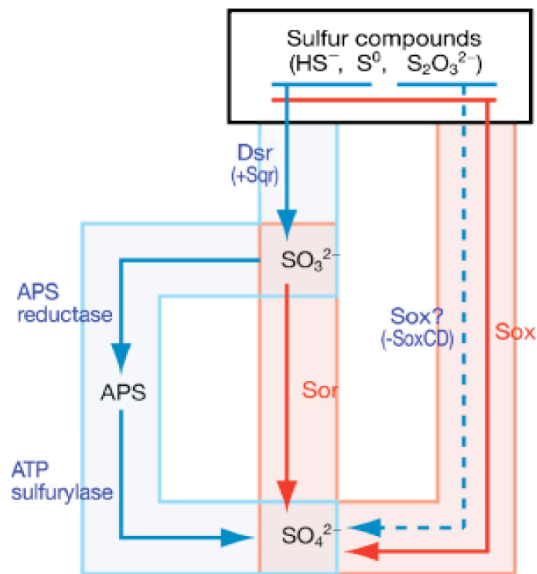 Sulfur compounds
(HS⁻, S⁰, S₂O₃²⁻)
Dsr
(+Sqr)
SO₃²⁻
APS
reductase
Sox?
(-SoxCD)
Sox
APS
Sor
ATP
sulfurylase
SO₄²⁻